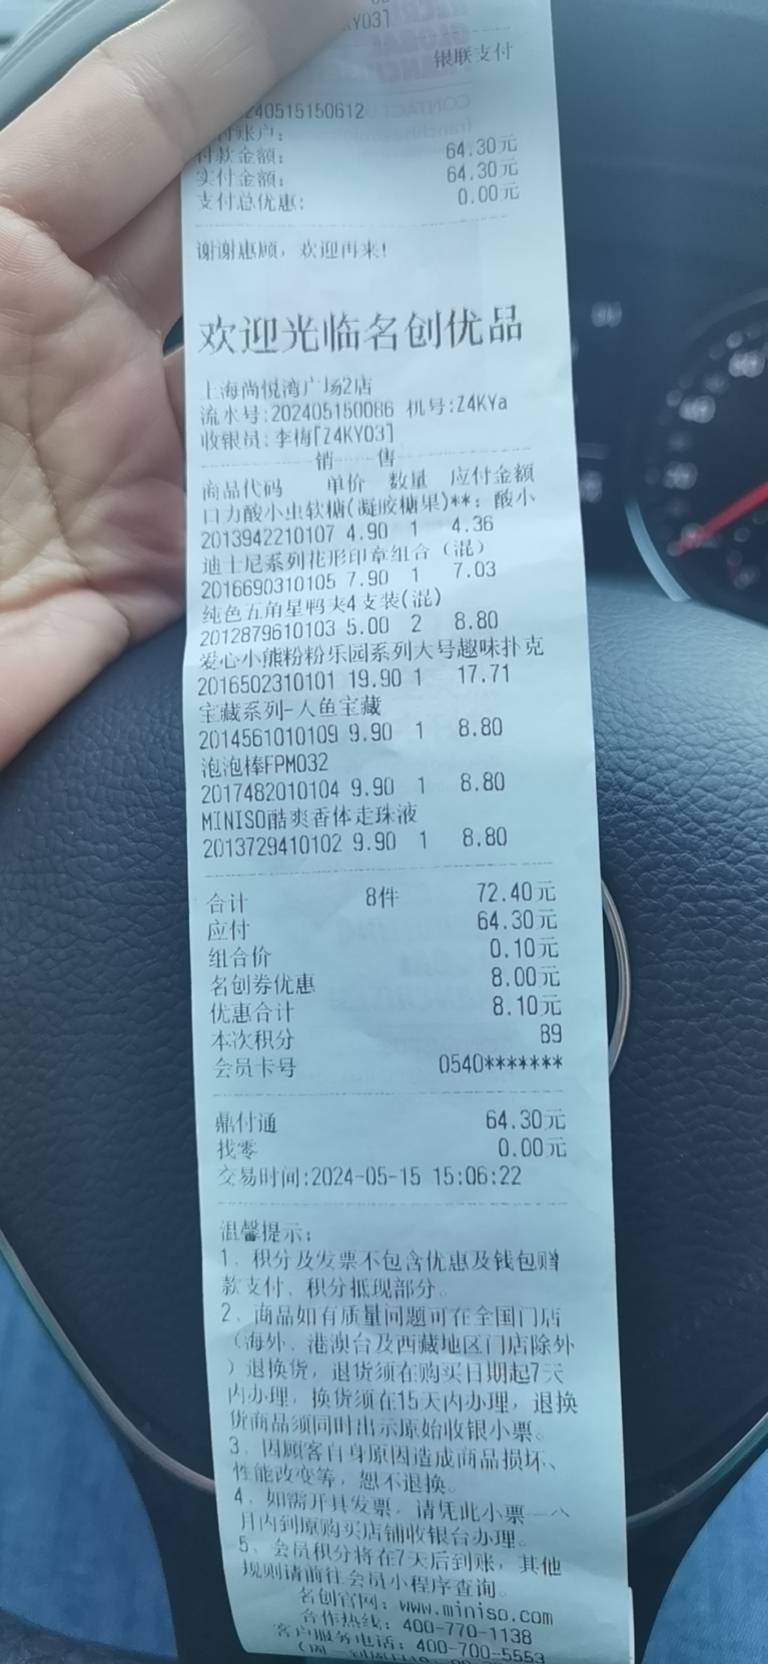 KY03]
银联支付
240515150612
付账户:
付款金额: 64.30元
实付金额: 64.30元
支付总优惠: 0.00元
谢谢惠顾，欢迎再来!
欢迎光临名创优品
上海尚悦湾广场2店
流水号:202405150086 机号:Z4KYa
收银员:李梅[Z4KY03]
销 售
商品代码 单价 数量 应付金额
口力酸小虫软糖(凝胶糖果)**: 酸小
2013942210107 4.90 1 4.36
迪士尼系列花形印章组合（混）
2016690310105 7.90 1 7.03
纯色五角星鸭夹4支装(混)
2012879610103 5.00 2 8.80
爱心小熊粉粉乐园系列大号趣味扑克
2016502310101 19.90 1 17.71
宝藏系列-人鱼宝藏
2014561010109 9.90 1 8.80
泡泡棒FPM032
2017482010104 9.90 1 8.80
MINISO酷爽香体走珠液
2013729410102 9.90 1 8.80
合计 8件 72.40元
应付 64.30元
组合价 0.10元
名创券优惠 8.00元
优惠合计 8.10元
本次积分 89
会员卡号 0540*******
鼎付通 64.30元
找零 0.00元
交易时间:2024-05-15 15:06:22
温馨提示:
1、积分及发票不包含优惠及钱包赠
款支付、积分抵现部分。
2、商品如有质量问题可在全国门店
（海外、港澳台及西藏地区门店除外
）退换货，退货须在购买日期起7天
内办理，换货须在15天内办理，退换
货商品须同时出示原始收银小票。
3、因顾客自身原因造成商品损坏、
性能改变等，恕不退换。
4、如需开具发票，请凭此小票一个
月内到原购买店铺收银台办理。
5、会员积分将在7天后到账，其他
规则请前往会员小程序查询。
名创官网: www.miniso.com
合作热线: 400-770-1138
客户服务电话: 400-700-5553